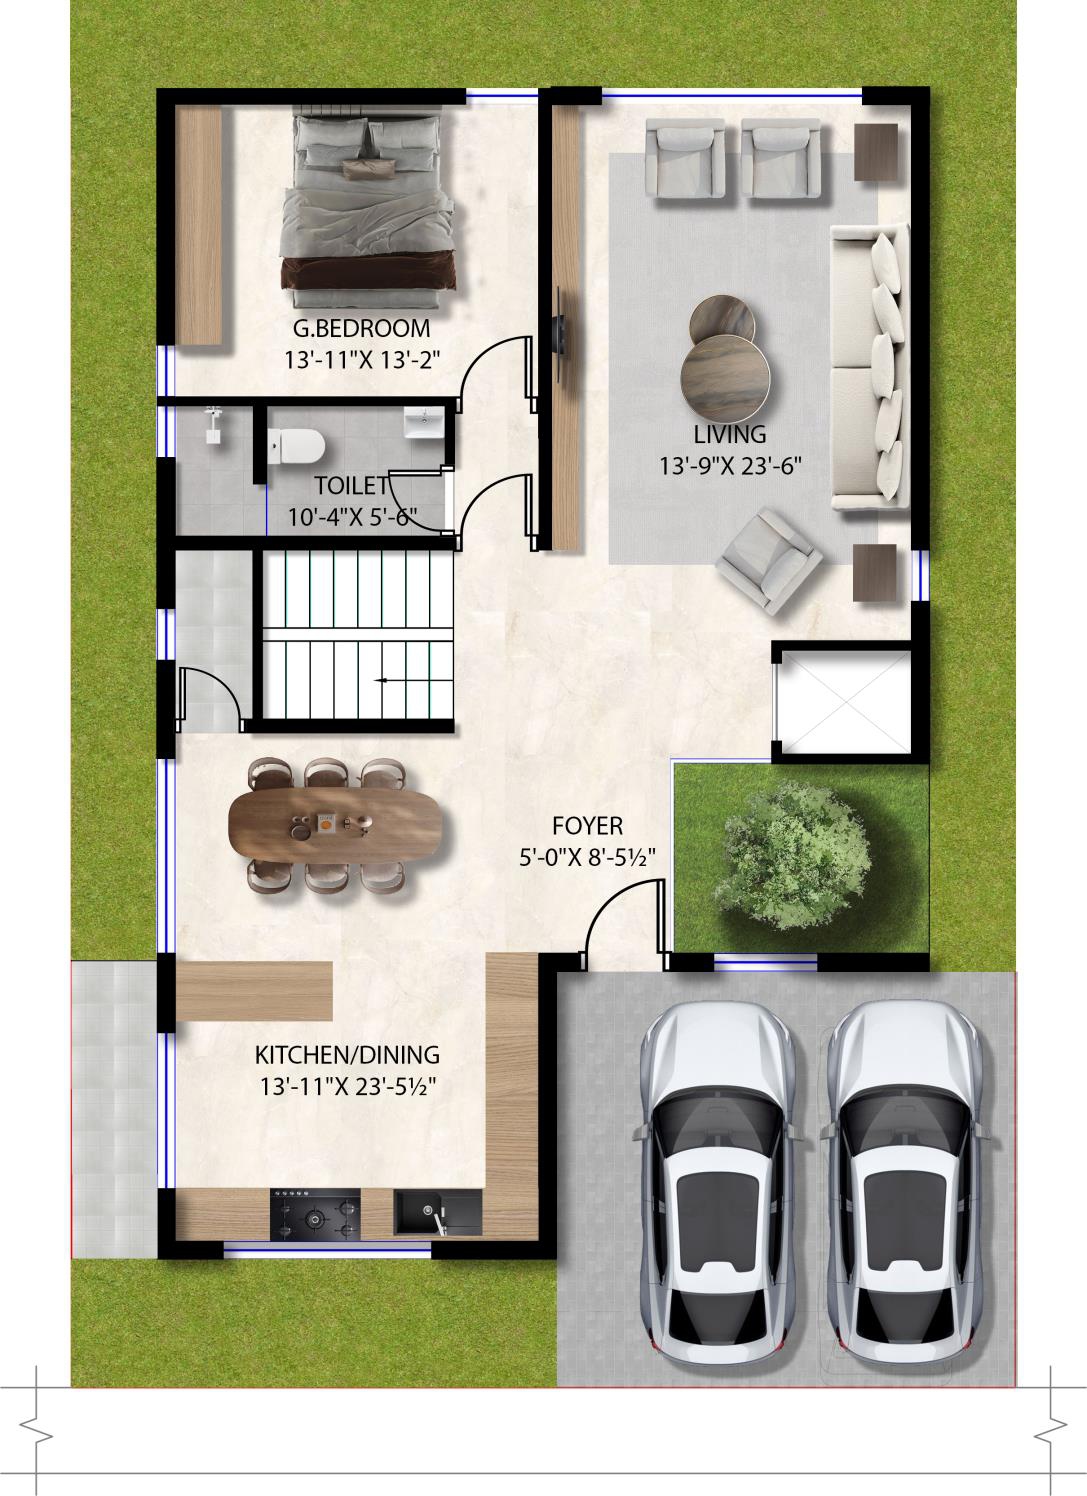 G.BEDROOM
13'-11"X 13'-2"
LIVING
13'-9"X 23'-6"
TOILET
10'-4"X 5'-6"
FOYER
5'-0"X 8'-5½"
KITCHEN/DINING
13'-11"X 23'-5½"